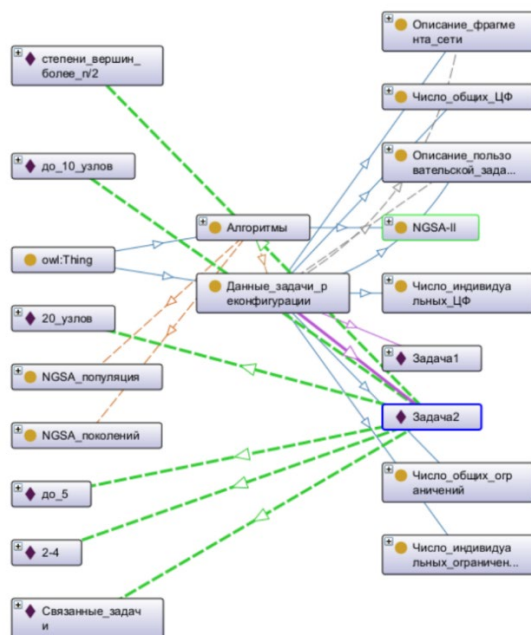 степени_вершин_
более_n/2
до_10_узлов
owl:Thing
20_узлов
NGSA_популяция
NGSA_поколений
до_5
2-4
Связанные_задач
и
Алгоритмы
Данные_задачи_р
еконфигурации
Описание_фрагме
нта_сети
Число_общих_ЦФ
Описание_пользо
вательской_зада...
NGSA-II
Число_индивидуа
льных_ЦФ
Задача1
Задача2
Число_общих_огр
аничений
Число_индивидуа
льных_ограничен...